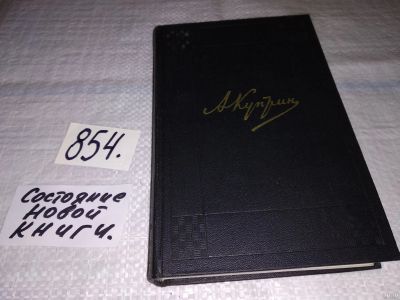 А Куприн
854.
Состояние
Новой
Книги.